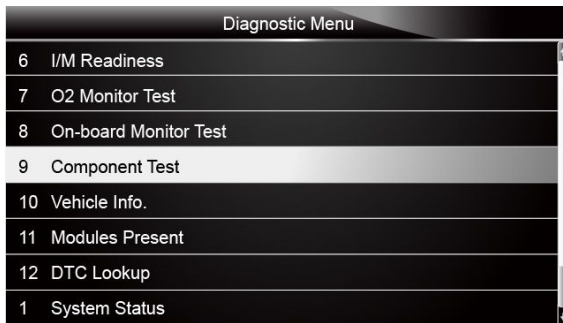 Diagnostic Menu
6 I/M Readiness
7 O2 Monitor Test
8 On-board Monitor Test
9 Component Test
10 Vehicle Info.
11 Modules Present
12 DTC Lookup
1 System Status